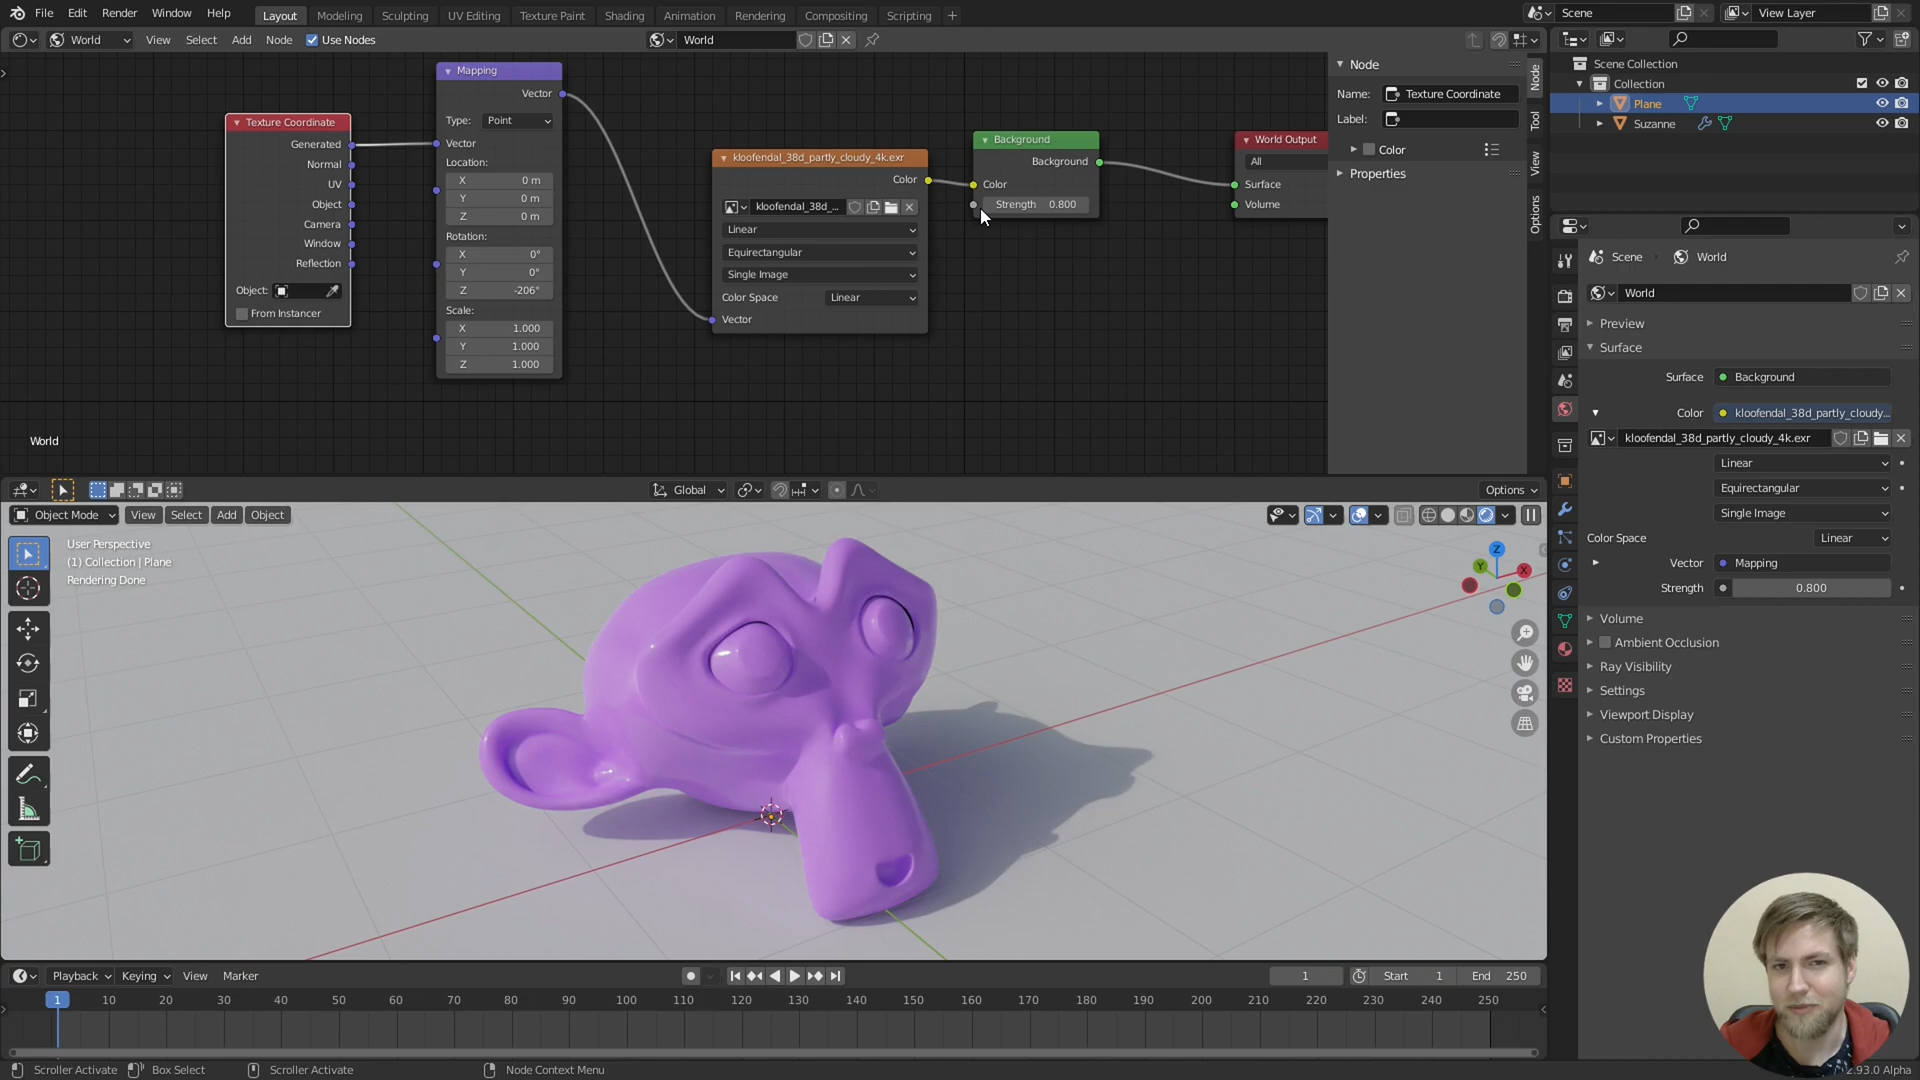 File Edit Render Window Help Layout Modeling Sculpting UV Editing Texture Paint Shading Animation Rendering Compositing Scripting + Scene View Layer
World View Select Add Node Use Nodes World
Mapping
Vector
Type: Point
Vector
Location:
X 0 m
Y 0 m
Z 0 m
Rotation:
X 0°
Y 0°
Z -206°
Scale:
X 1.000
Y 1.000
Z 1.000
Texture Coordinate
Generated
Normal
UV
Object
Camera
Window
Reflection
Object:
From Instancer
kloofendal_38d_partly_cloudy_4k.exr
Color
kloofendal_38d_...
Linear
Equirectangular
Single Image
Color Space Linear
Vector
Background
Background
Color
Strength 0.800
World Output
All
Surface
Volume
Node
Name: Texture Coordinate
Label:
Color
Properties
Node
Tool
View
Options
World
Scene Collection
Collection
Plane
Suzanne
Scene World
World
Preview
Surface
Surface Background
Color kloofendal_38d_partly_cloudy...
kloofendal_38d_partly_cloudy_4k.exr
Linear
Equirectangular
Single Image
Color Space Linear
Vector Mapping
Strength 0.800
Volume
Ambient Occlusion
Ray Visibility
Settings
Viewport Display
Custom Properties
Global Options
Object Mode View Select Add Object
User Perspective
(1) Collection | Plane
Rendering Done
Z
Y
X
Playback Keying View Marker 1 Start 1 End 250
1 10 20 30 40 50 60 70 80 90 100 110 120 130 140 150 160 170 180 190 200 210 220 230 240 250
Scroller Activate Box Select Scroller Activate Node Context Menu 2.93.0 Alpha